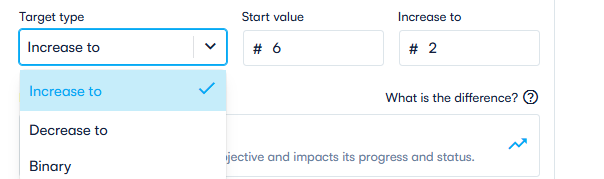 Target type Start value Increase to
Increase to # 6 # 2
Increase to
What is the difference?
Decrease to
Binary
jective and impacts its progress and status.